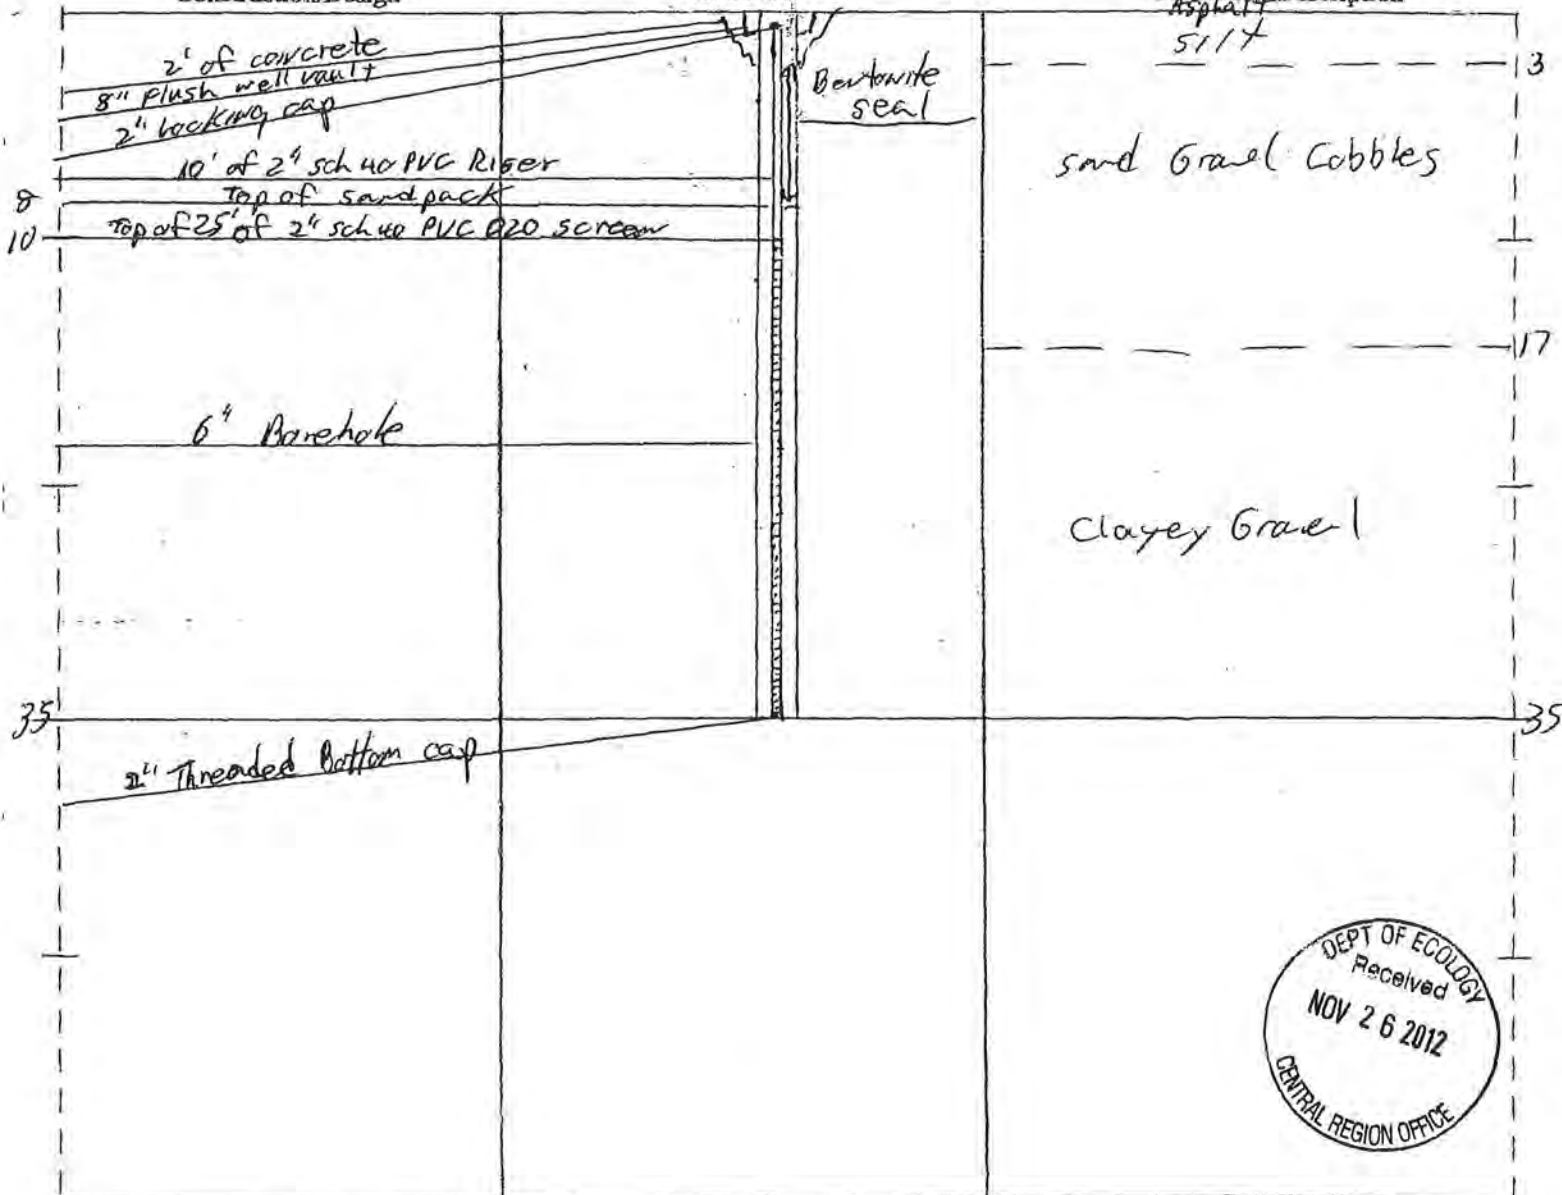 Asphalt
silt
3
2' of concrete
8" flush well vault
2" locking cap
Bentonite
seal
Sand Gravel Cobbles
10' of 2" sch 40 PVC Riser
8
Top of sandpack
10
Top of 25' of 2" sch 40 PVC 020 screen
17
6" Borehole
Clayey Gravel
35
35
2" Threaded Bottom cap
DEPT OF ECOLOGY
Received
NOV 26 2012
CENTRAL REGION OFFICE